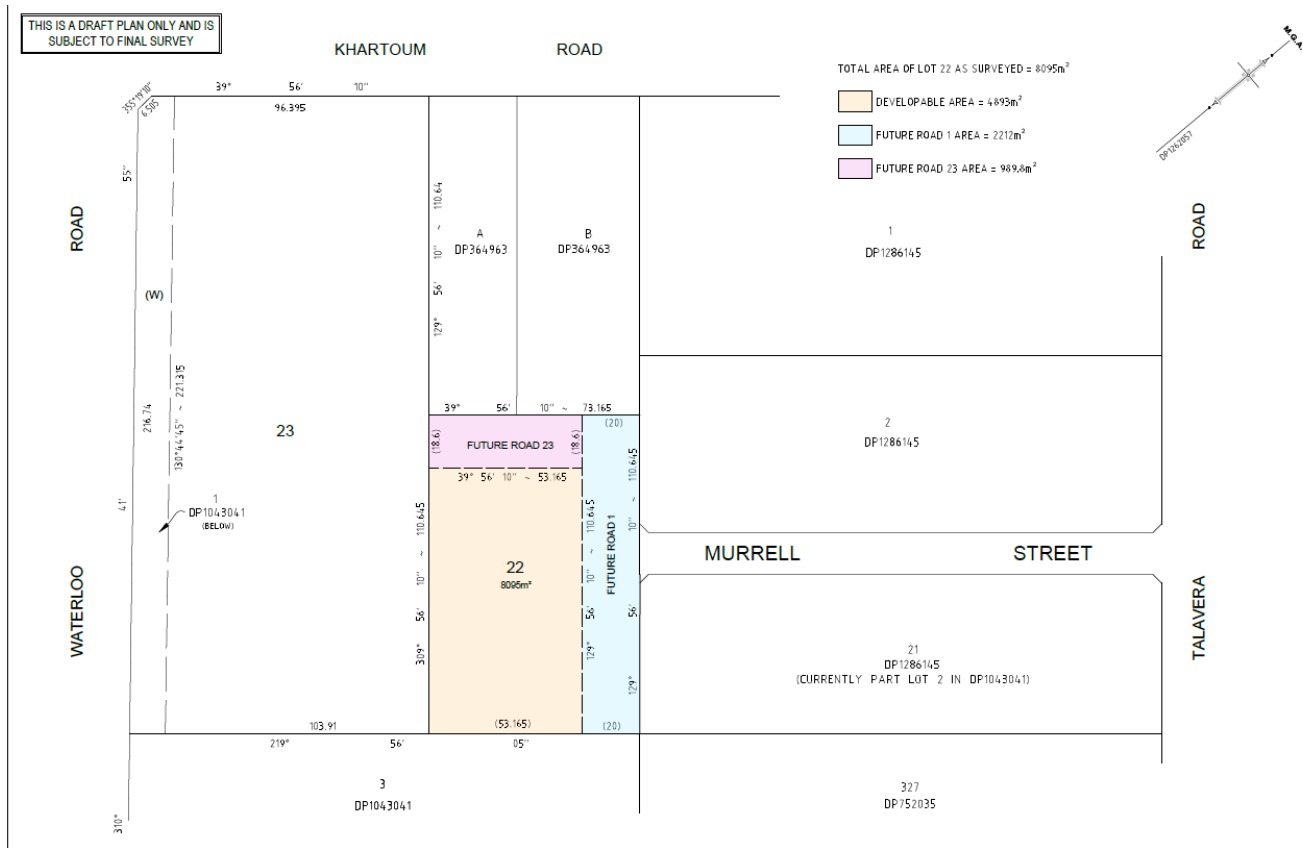 THIS IS A DRAFT PLAN ONLY AND IS
SUBJECT TO FINAL SURVEY
KHARTOUM ROAD
M.G.A.
DP1262057
TOTAL AREA OF LOT 22 AS SURVEYED = 8095m²
DEVELOPABLE AREA = 4893m²
FUTURE ROAD 1 AREA = 2212m²
FUTURE ROAD 23 AREA = 989.8m²
355°19'10"
6.505
39° 56' 10"
96.395
55"
ROAD
(W)
129° 56' 10" ~ 110.64
A
DP364963
B
DP364963
1
DP1286145
ROAD
216.74
130°44'45" ~ 221.315
23
39° 56' 10" ~ 73.165
(20)
(18.6)
FUTURE ROAD 23
(18.6)
39° 56' 10" ~ 53.165
2
DP1286145
41'
1
DP1043041
(BELOW)
309° 56' 10" ~ 110.645
22
8095m²
129° 56' 10" ~ 110.645
FUTURE ROAD 1
129° 56' 10" ~ 110.645
MURRELL STREET
WATERLOO
TALAVERA
21
DP1286145
(CURRENTLY PART LOT 2 IN DP1043041)
103.91
(53.165)
(20)
219° 56' 05"
3
DP1043041
327
DP752035
310°